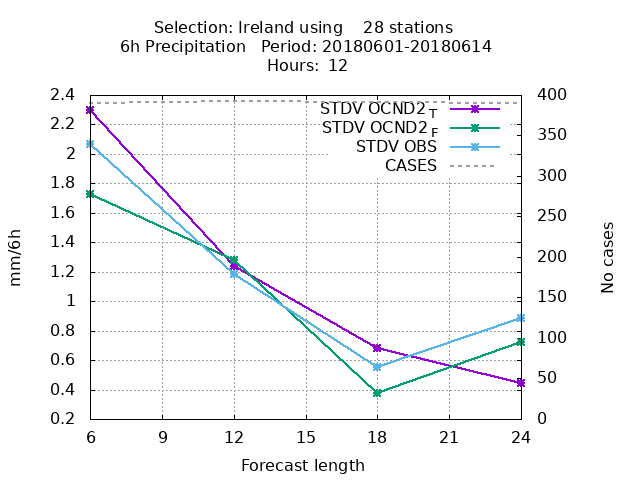 Selection: Ireland using    28 stations
6h Precipitation   Period: 20180601-20180614
Hours:  12
2.4
2.2
2
1.8
1.6
1.4
1.2
1
0.8
0.6
0.4
0.2
mm/6h
STDV OCND2 T
STDV OCND2 F
STDV OBS
CASES
400
350
300
250
200
150
100
50
0
No cases
6 9 12 15 18 21 24
Forecast length